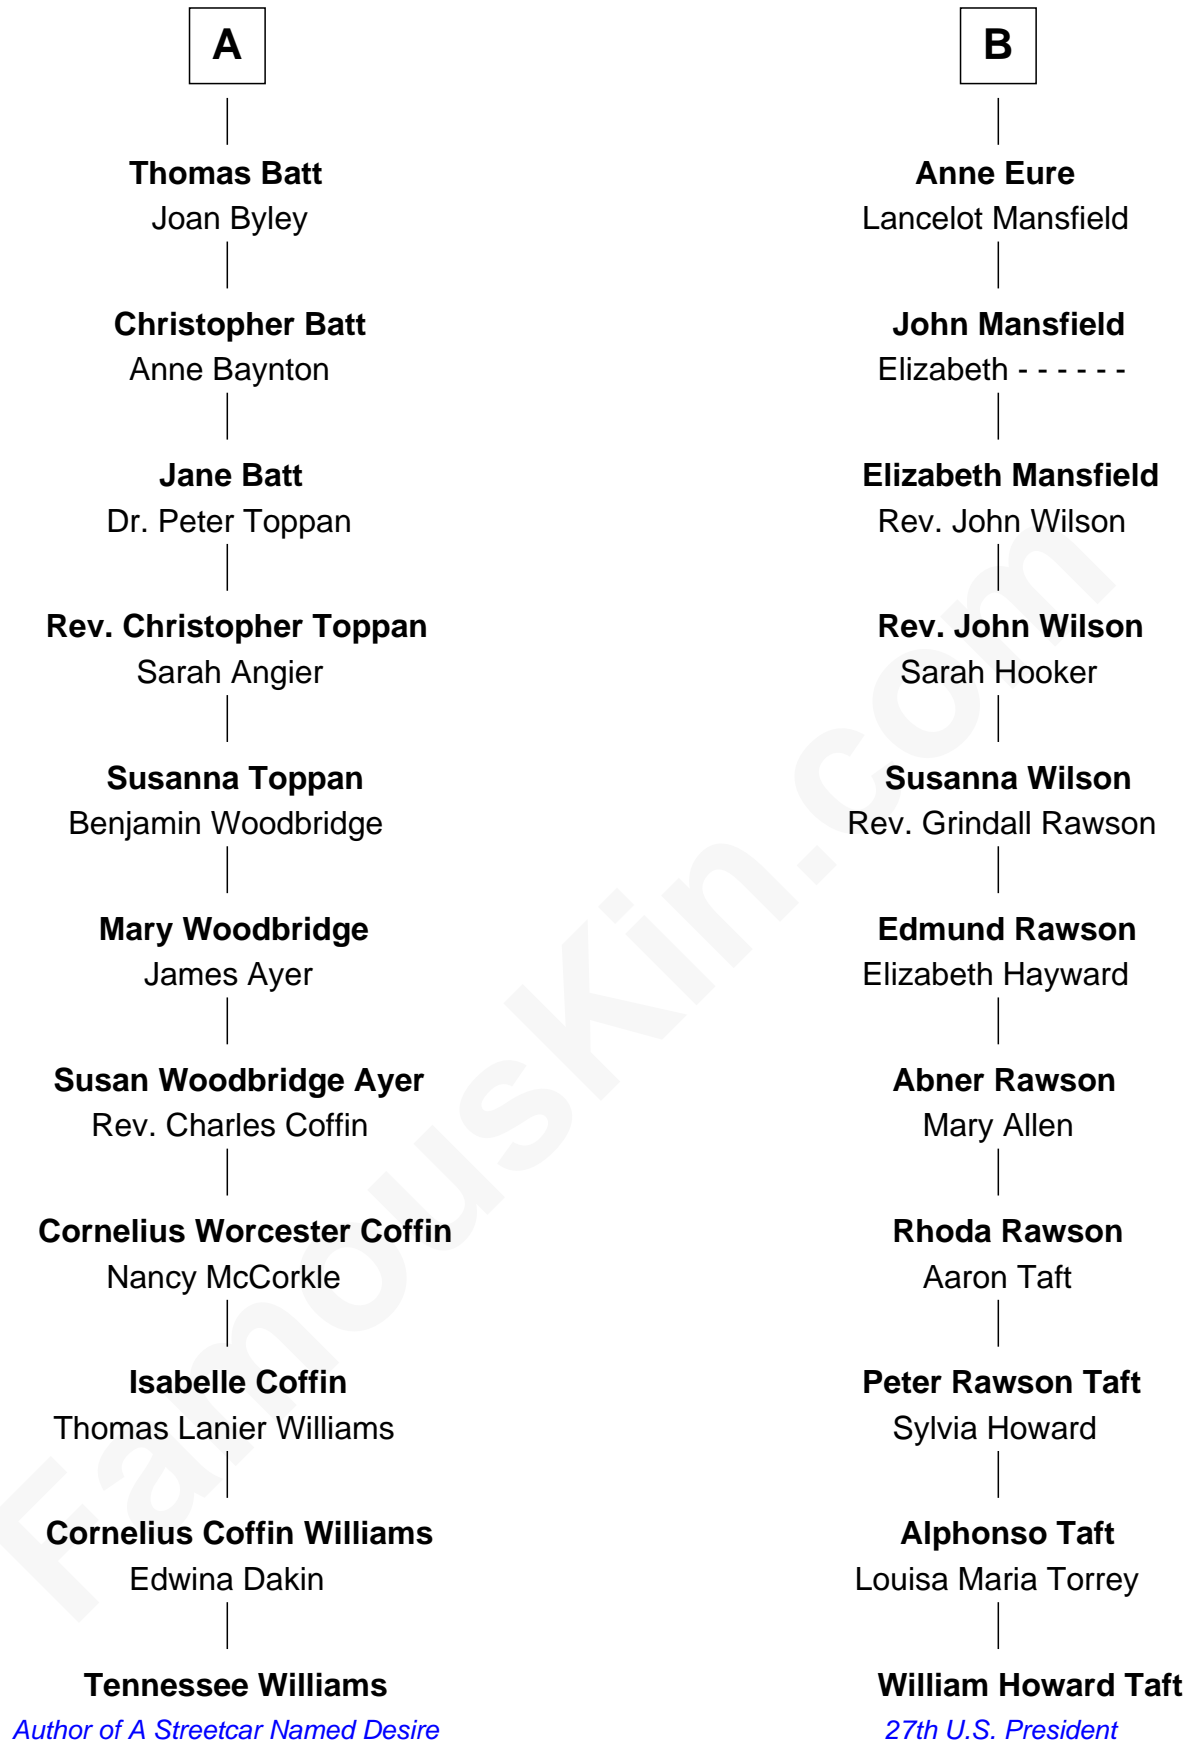 A
Thomas Batt
Joan Byley
Christopher Batt
Anne Baynton
Jane Batt
Dr. Peter Toppan
Rev. Christopher Toppan
Sarah Angier
Susanna Toppan
Benjamin Woodbridge
Mary Woodbridge
James Ayer
Susan Woodbridge Ayer
Rev. Charles Coffin
Cornelius Worcester Coffin
Nancy McCorkle
Isabelle Coffin
Thomas Lanier Williams
Cornelius Coffin Williams
Edwina Dakin
Tennessee Williams
Author of A Streetcar Named Desire
B
Anne Eure
Lancelot Mansfield
John Mansfield
Elizabeth - - - - - -
Elizabeth Mansfield
Rev. John Wilson
Rev. John Wilson
Sarah Hooker
Susanna Wilson
Rev. Grindall Rawson
Edmund Rawson
Elizabeth Hayward
Abner Rawson
Mary Allen
Rhoda Rawson
Aaron Taft
Peter Rawson Taft
Sylvia Howard
Alphonso Taft
Louisa Maria Torrey
William Howard Taft
27th U.S. President
FamousKin.com